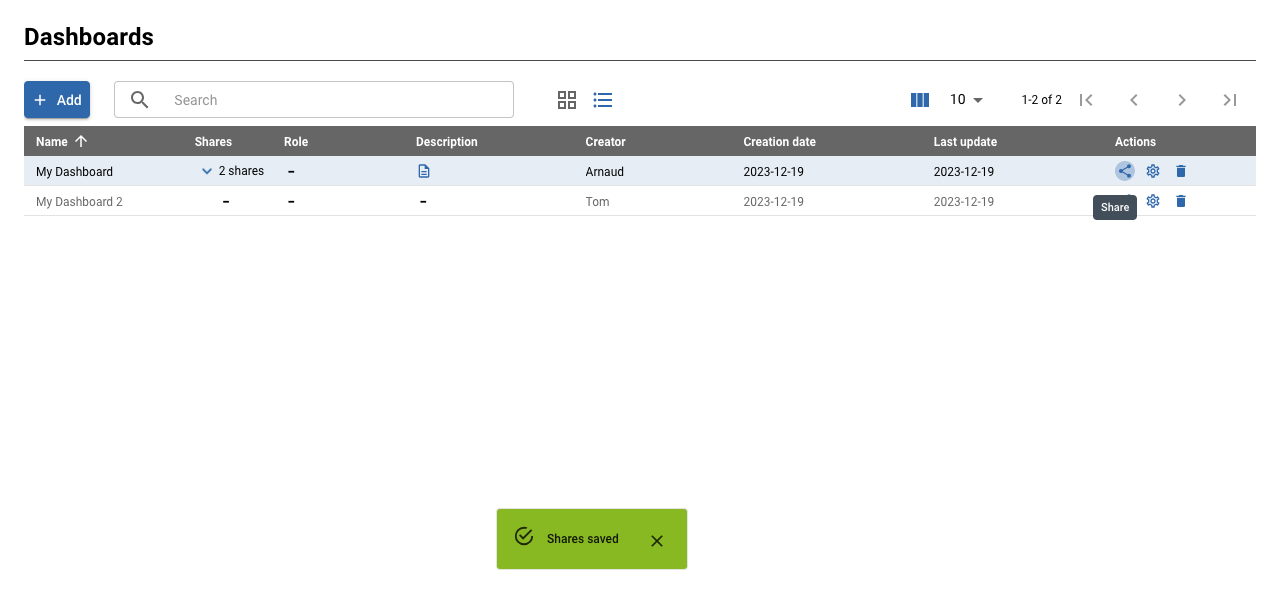 Dashboards
Add
Search
10
1-2 of 2
Name Shares Role Description Creator Creation date Last update Actions
My Dashboard 2 shares – Arnaud 2023-12-19 2023-12-19
My Dashboard 2 – – – Tom 2023-12-19 2023-12-19
Share
Shares saved